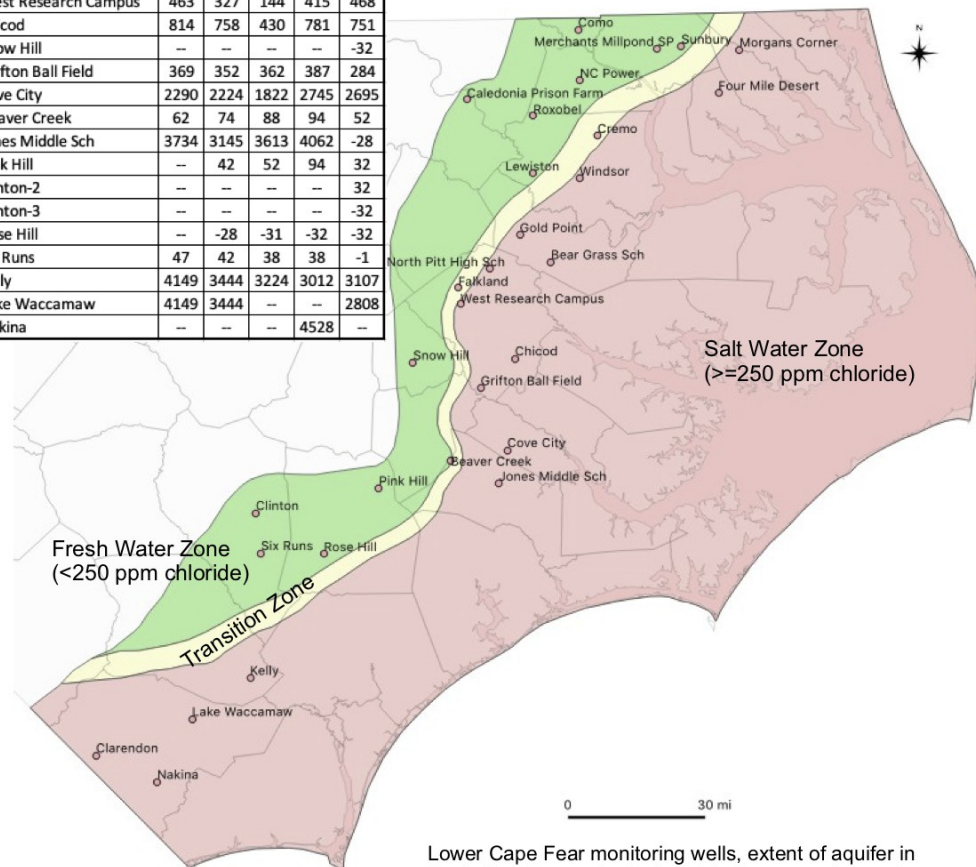 est Research Campus 463 327 144 415 468
cod 814 758 430 781 751
ow Hill -- -- -- -- -32
fton Ball Field 369 352 362 387 284
ve City 2290 2224 1822 2745 2695
aver Creek 62 74 88 94 52
nes Middle Sch 3734 3145 3613 4062 -28
k Hill -- 42 52 94 32
nton-2 -- -- -- -- 32
nton-3 -- -- -- -- -32
se Hill -- -28 -31 -32 -32
Runs 47 42 38 38 -1
ly 4149 3444 3224 3012 3107
ke Waccamaw 4149 3444 -- -- 2808
kina -- -- -- 4528 --
Como
Merchants Millpond SP
Sunbury
Morgans Corner
N
NC Power
Four Mile Desert
Caledonia Prison Farm
Roxobel
Cremo
Lewiston
Windsor
Gold Point
Bear Grass Sch
North Pitt High Sch
Falkland
West Research Campus
Snow Hill
Chicod
Salt Water Zone
(>=250 ppm chloride)
Grifton Ball Field
Cove City
Beaver Creek
Jones Middle Sch
Pink Hill
Clinton
Fresh Water Zone
(<250 ppm chloride)
Six Runs
Rose Hill
Transition Zone
Kelly
Lake Waccamaw
Clarendon
Nakina
0 30 mi
Lower Cape Fear monitoring wells, extent of aquifer in